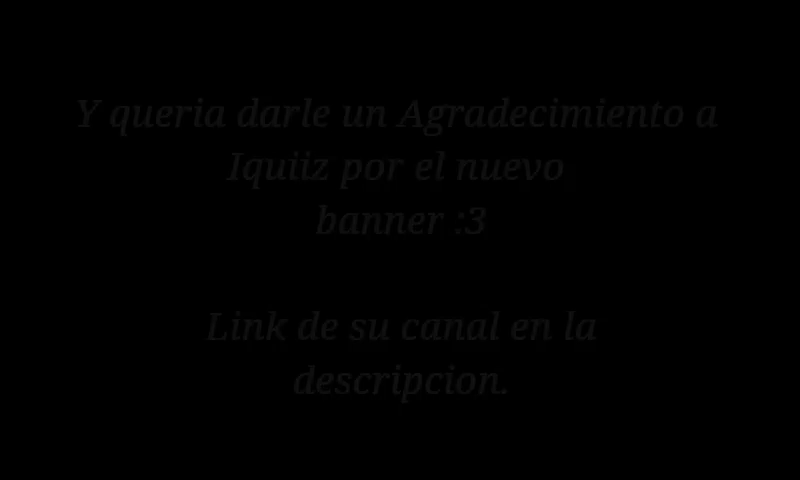 Y queria darle un Agradecimiento a
Iquiiz por el nuevo
banner :3
Link de su canal en la
descripcion.